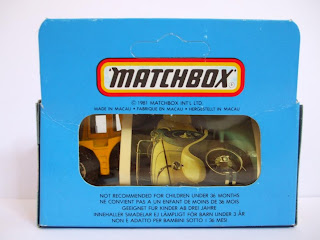 MATCHBOX
© 1981 MATCHBOX INT'L LTD.
MADE IN MACAU • FABRIQUE EN MACAU • HERGESTELLT IN MACAU
NOT RECOMMENDED FOR CHILDREN UNDER 36 MONTHS
NE CONVIENT PAS A UN ENFANT DE MOINS DE 36 MOIS
GEEIGNET FÜR KINDER AB DREI JAHRE
INNEHÅLLER SMÅDELAR EJ LÄMPLIGT FÖR BARN UNDER 3 ÅR
NON È ADATTO PER BAMBINI SOTTO I 36 MESI